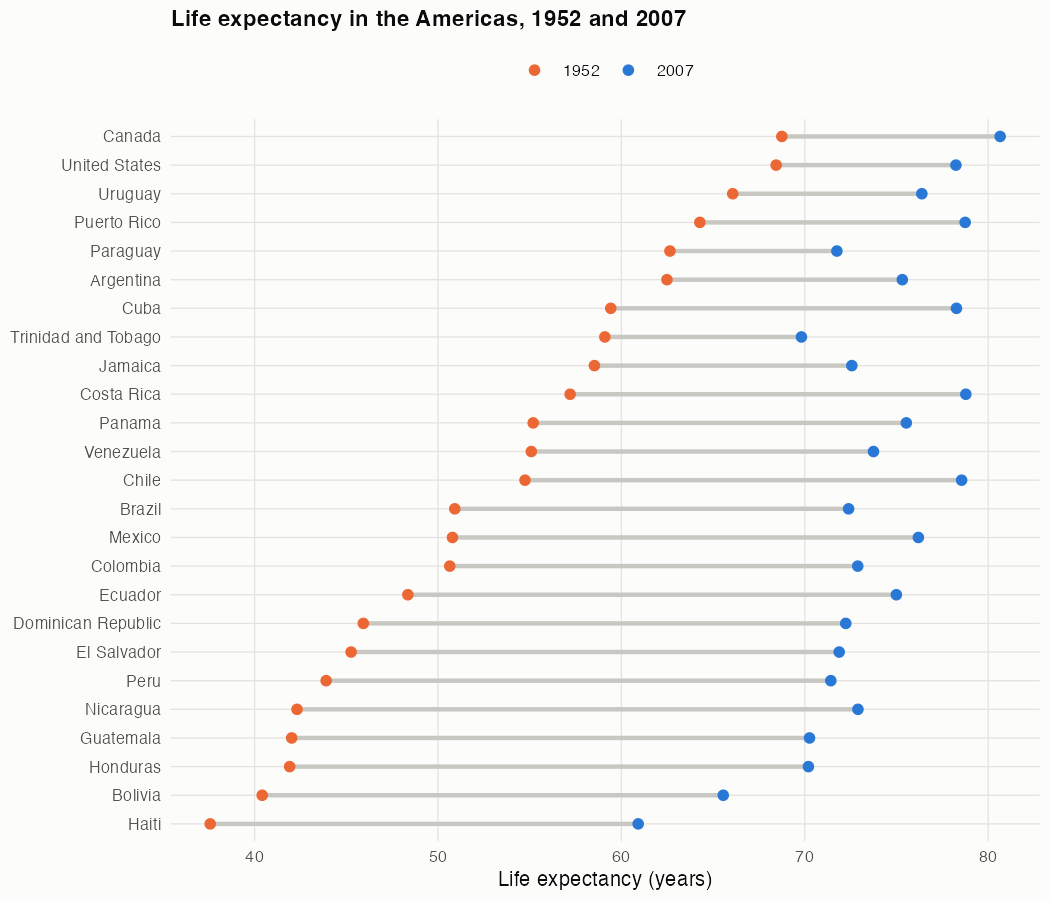 Life expectancy in the Americas, 1952 and 2007
1952 2007
Canada
United States
Uruguay
Puerto Rico
Paraguay
Argentina
Cuba
Trinidad and Tobago
Jamaica
Costa Rica
Panama
Venezuela
Chile
Brazil
Mexico
Colombia
Ecuador
Dominican Republic
El Salvador
Peru
Nicaragua
Guatemala
Honduras
Bolivia
Haiti
40 50 60 70 80
Life expectancy (years)